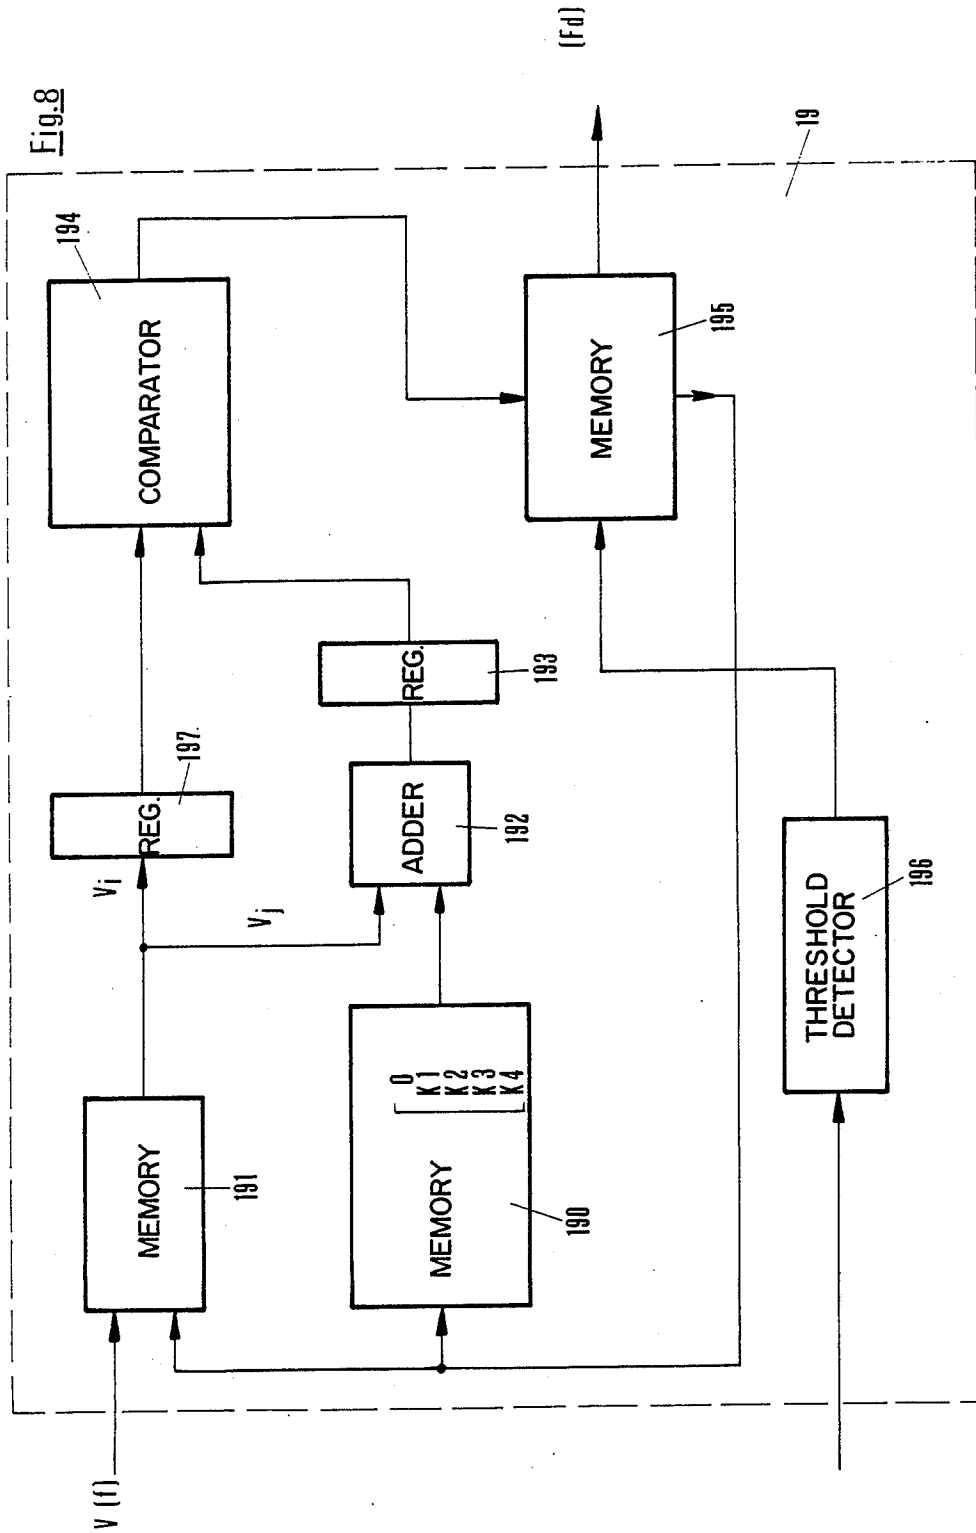 Fig.8
V (f)
MEMORY
191
Vi
REG.
197
COMPARATOR
194
Vj
MEMORY
0
K1
K2
K3
K4
190
ADDER
192
REG.
193
MEMORY
195
(Fd)
THRESHOLD
DETECTOR
196
19